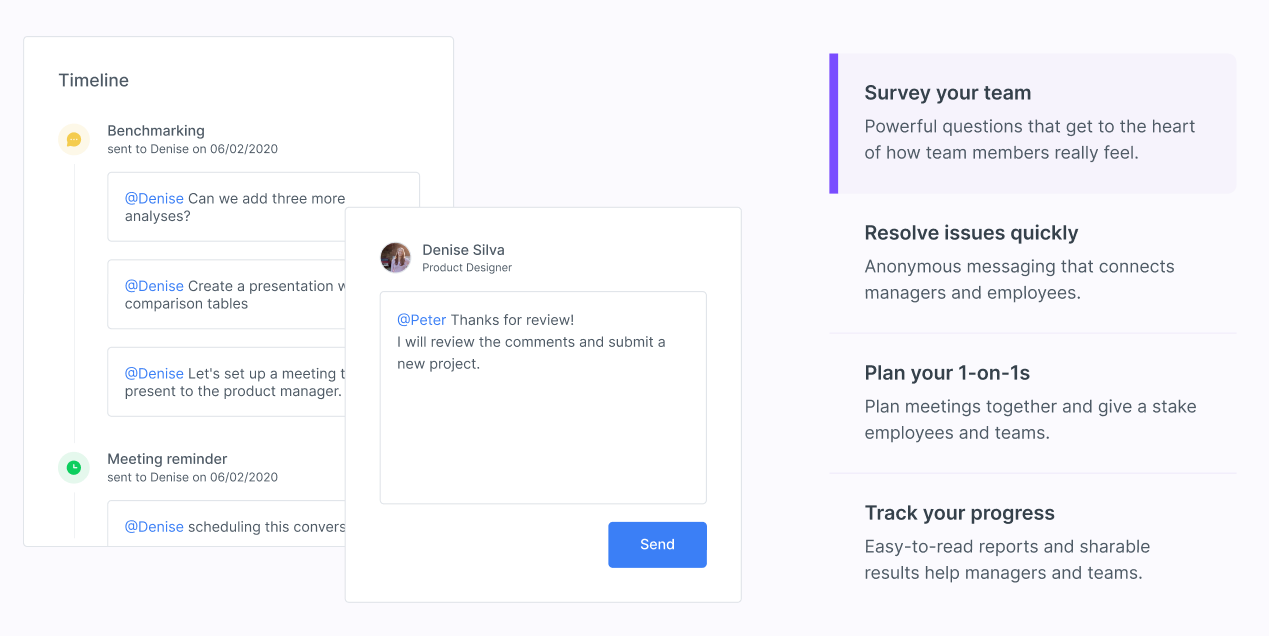 Timeline
Benchmarking
sent to Denise on 06/02/2020
@Denise Can we add three more
analyses?
@Denise Create a presentation
comparison tables
@Denise Let's set up a meeting
present to the product manager.
Meeting reminder
sent to Denise on 06/02/2020
@Denise scheduling this
Denise Silva
Product Designer
@Peter Thanks for review!
I will review the comments and submit a
new project.
Send
Survey your team
Powerful questions that get to the heart
of how team members really feel.
Resolve issues quickly
Anonymous messaging that connects
managers and employees.
Plan your 1-on-1s
Plan meetings together and give a stake
employees and teams.
Track your progress
Easy-to-read reports and sharable
results help managers and teams.